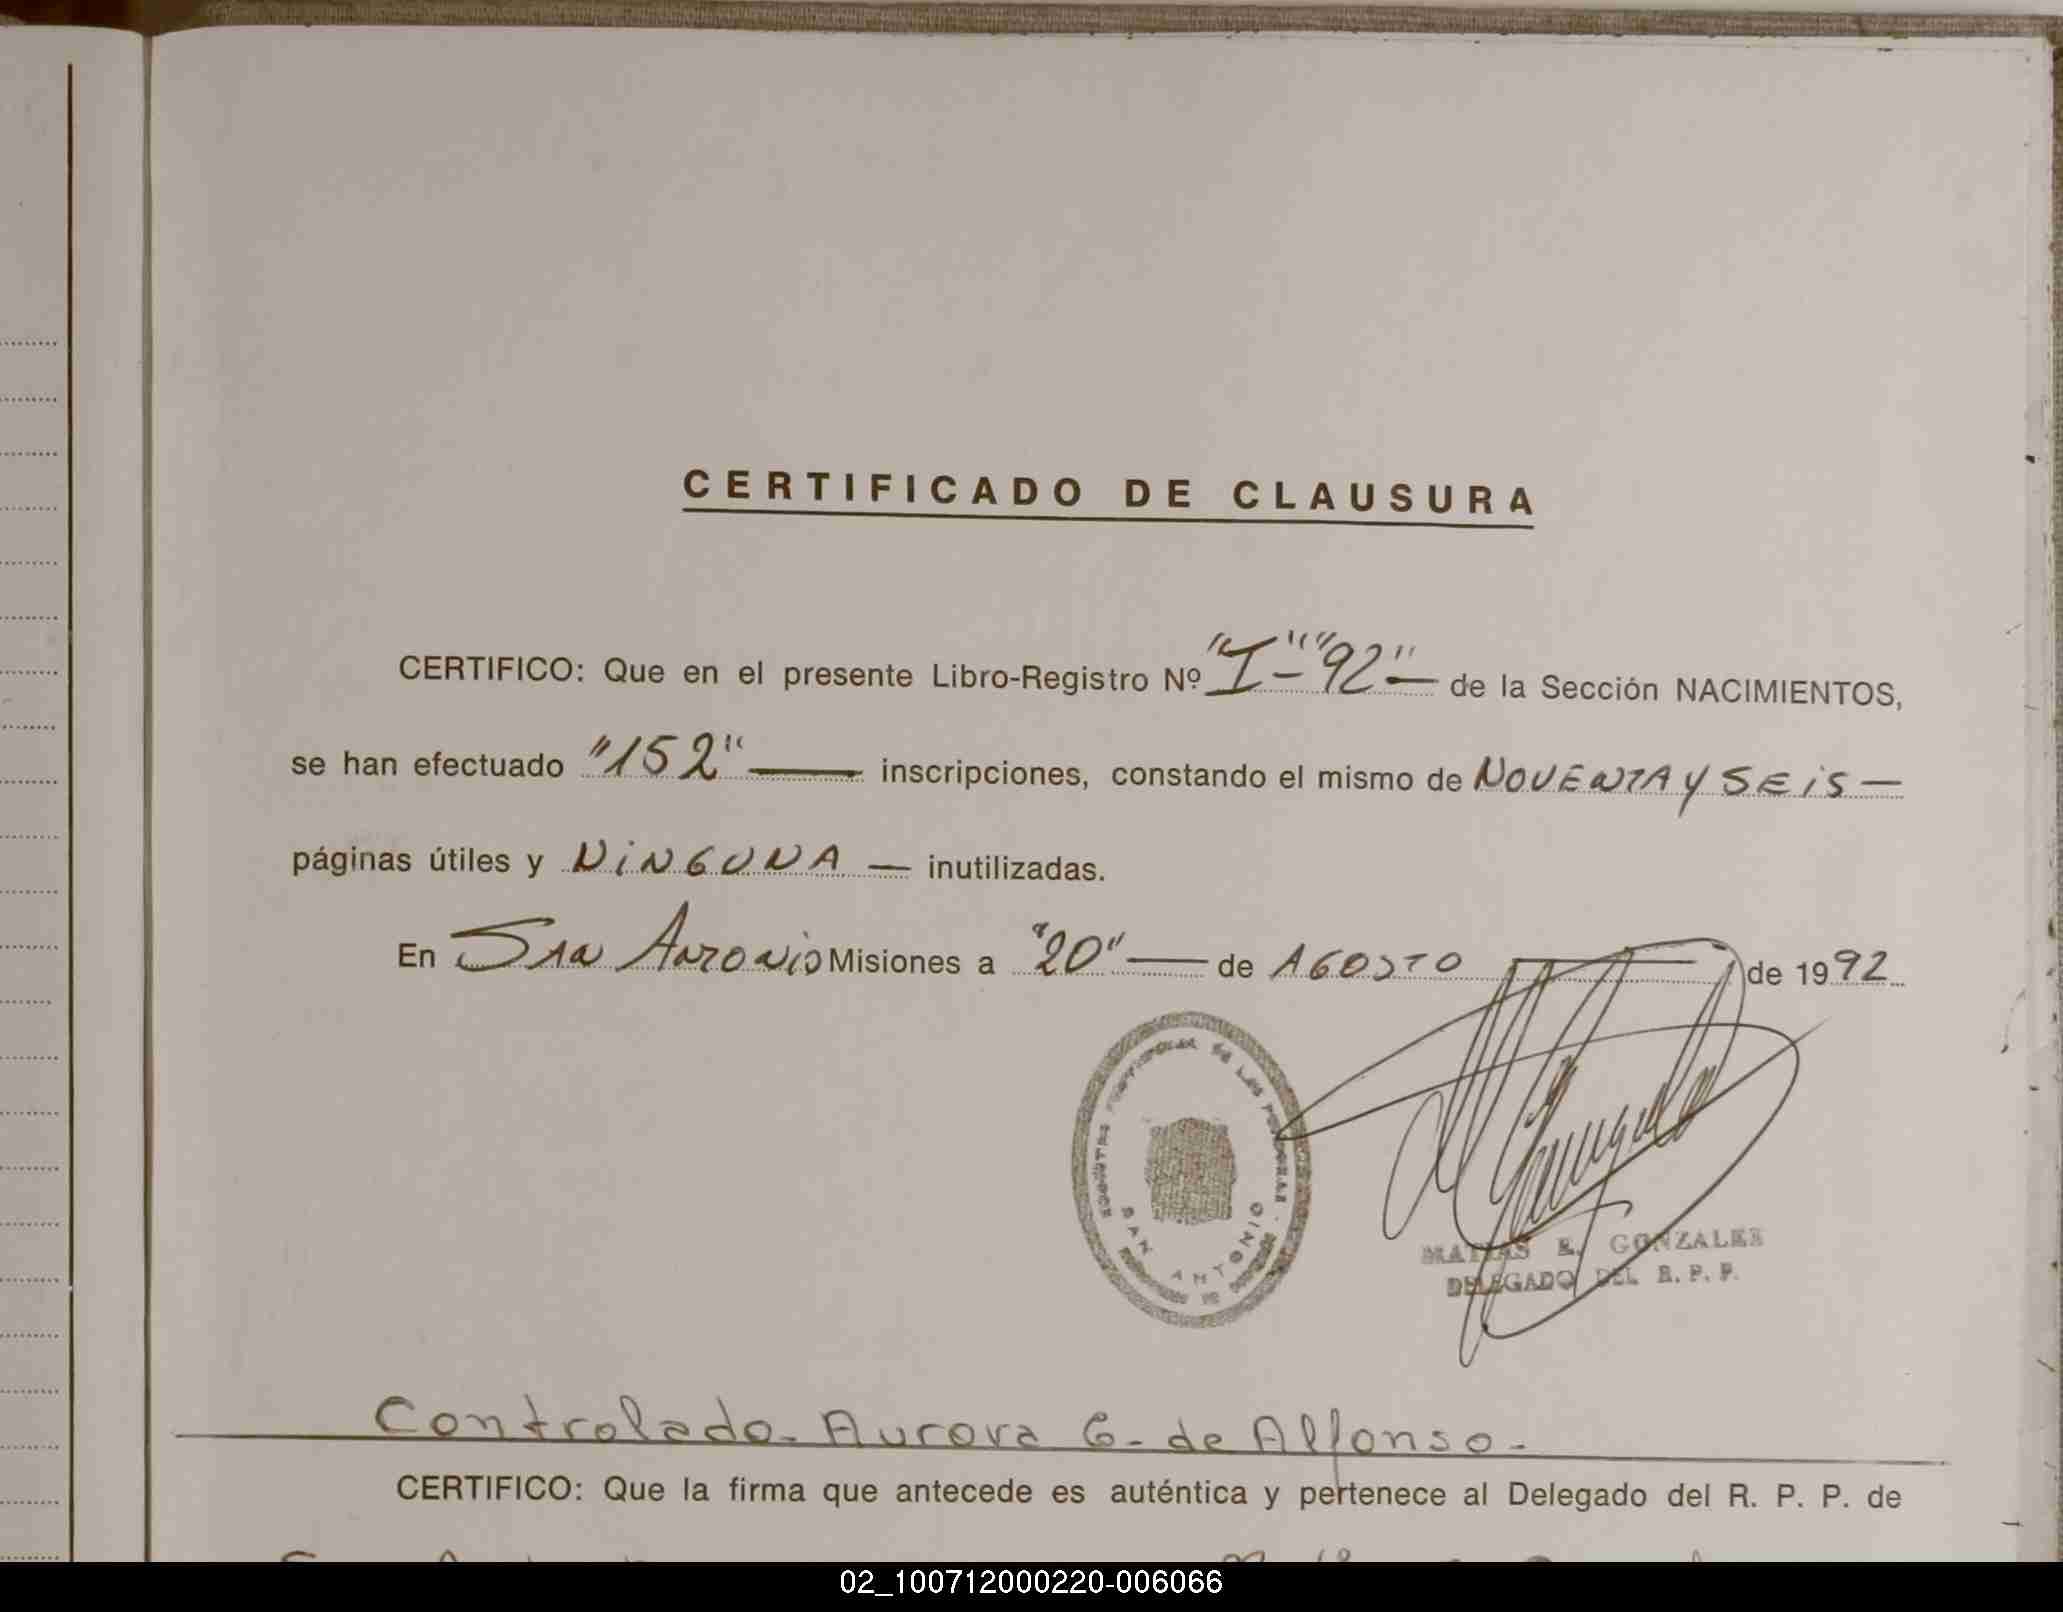 CERTIFICADO DE CLAUSURA
CERTIFICO: Que en el presente Libro-Registro Nº "I"-"92"— de la Sección NACIMIENTOS,
se han efectuado "152"— inscripciones, constando el mismo de NOVENTA Y SEIS —
páginas útiles y NINGUNA — inutilizadas.
En SAN ANTONIO Misiones a "20"— de AGOSTO — de 1992
DE LAS PERSONAS
SAN ANTONIO
MATIAS E. GONZALEZ
DELEGADO DEL R. P. P.
Controlado- Aurora G- de Alfonso-
CERTIFICO: Que la firma que antecede es auténtica y pertenece al Delegado del R. P. P. de
02_100712000220-006066